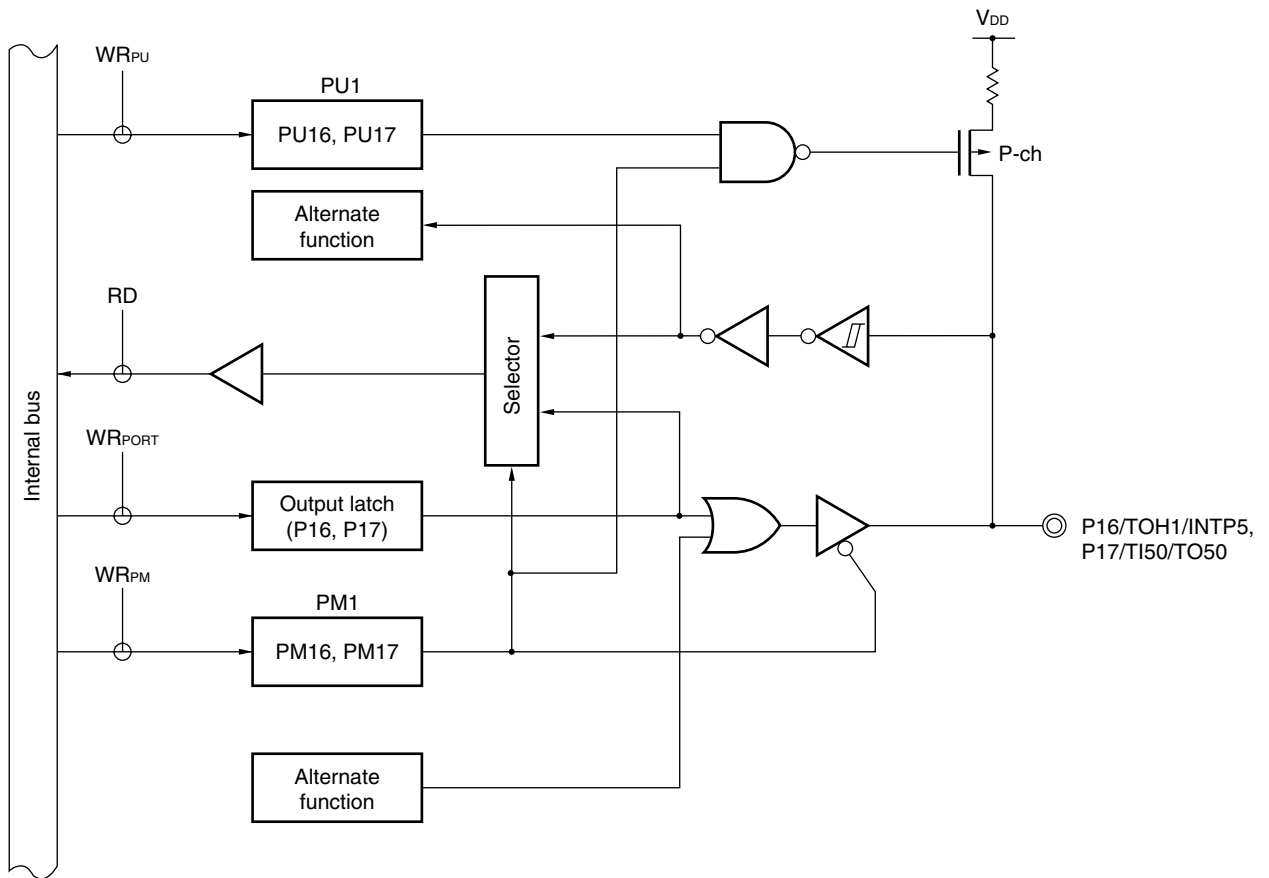 VDD
WRPU
PU1
PU16, PU17
P-ch
Alternate
function
RD
Selector
Internal bus
WRPORT
Output latch
(P16, P17)
P16/TOH1/INTP5,
P17/TI50/TO50
WRPM
PM1
PM16, PM17
Alternate
function